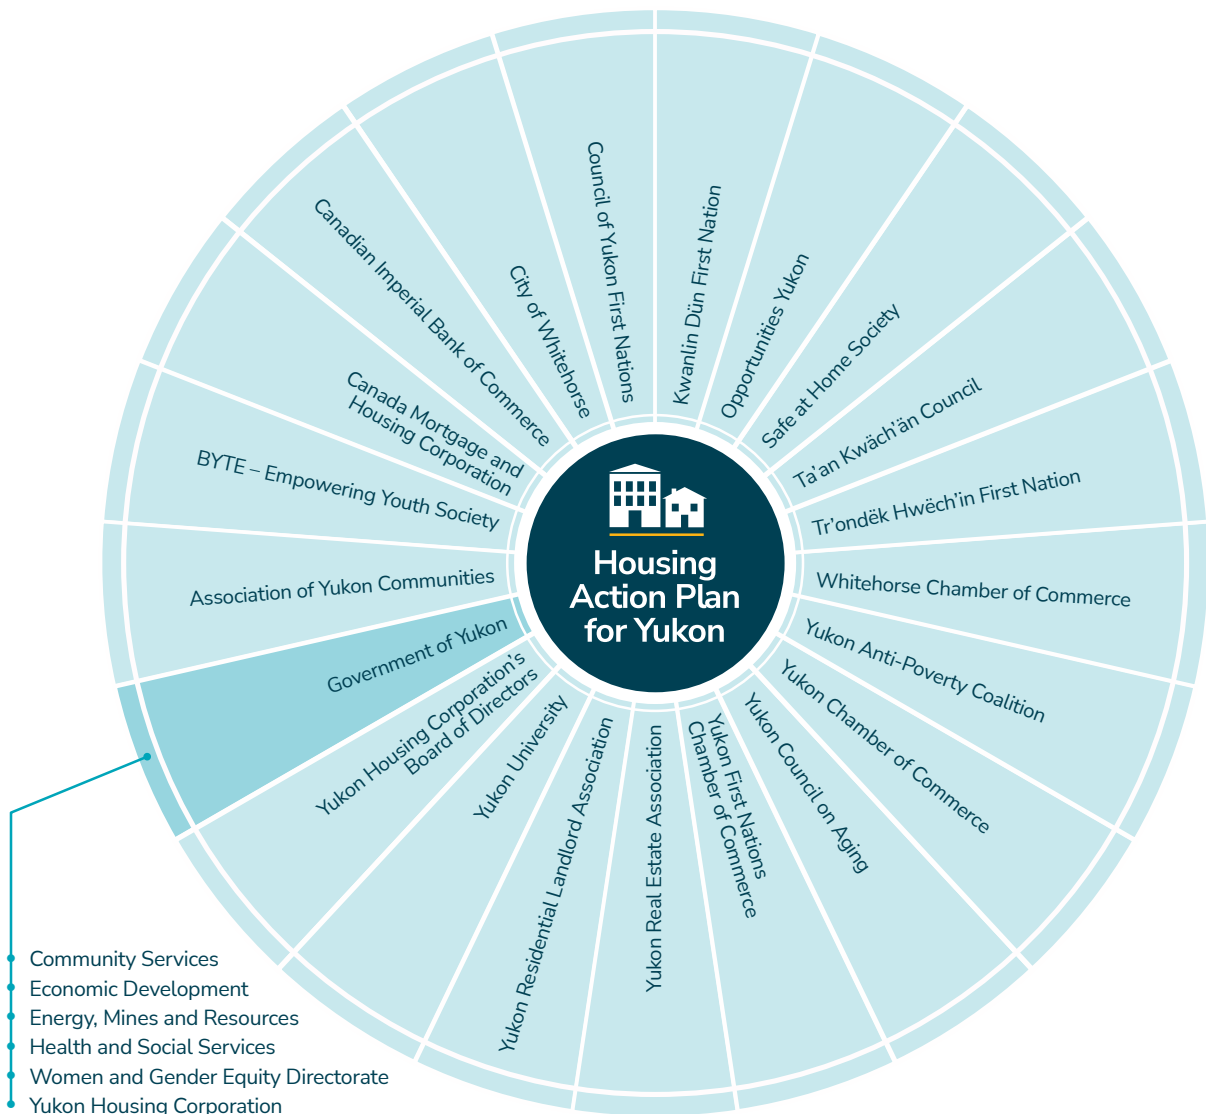 Housing
Action Plan
for Yukon
Council of Yukon First Nations
Kwanlin Dün First Nation
Opportunities Yukon
Safe at Home Society
Ta'an Kwäch'än Council
Tr'ondëk Hwëch'in First Nation
Whitehorse Chamber of Commerce
Yukon Anti-Poverty Coalition
Yukon Chamber of Commerce
Yukon Council on Aging
Yukon First Nations
Chamber of Commerce
Yukon Real Estate Association
Yukon Residential Landlord Association
Yukon University
Yukon Housing Corporation's
Board of Directors
Government of Yukon
Association of Yukon Communities
BYTE – Empowering Youth Society
Canada Mortgage and
Housing Corporation
Canadian Imperial Bank of Commerce
City of Whitehorse
Community Services
Economic Development
Energy, Mines and Resources
Health and Social Services
Women and Gender Equity Directorate
Yukon Housing Corporation